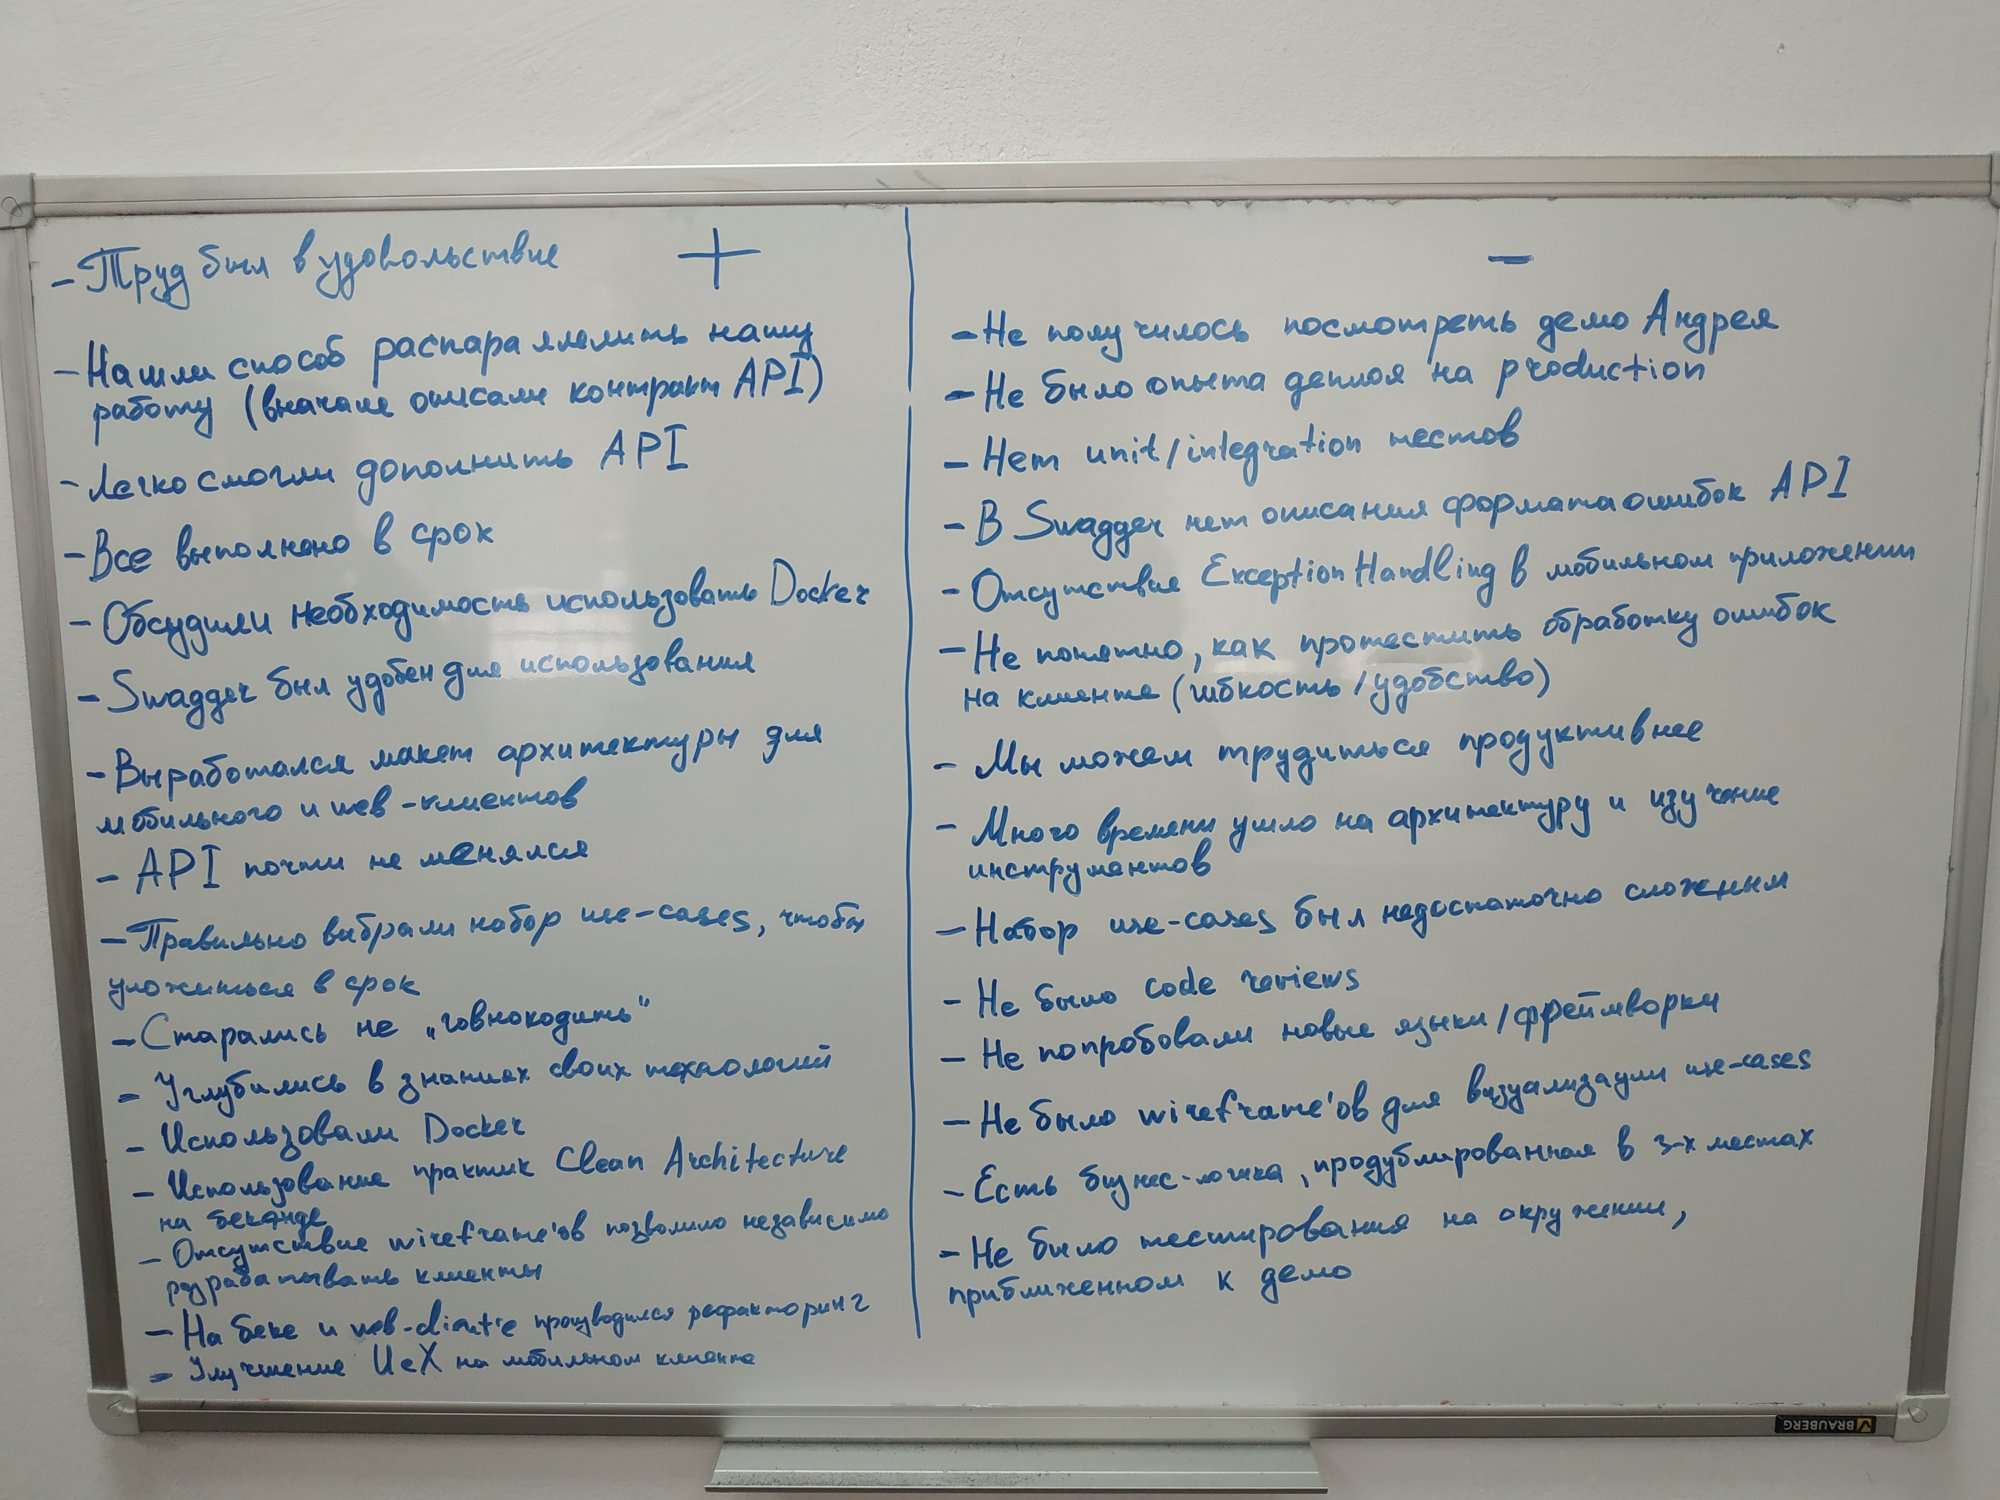 - Труд был в удовольствие
+
- Нашли способ распараллелить нашу
работу (вначале описали контракт API)
- Легко смогли дополнить API
- Все выполнено в срок
- Обсудили необходимость использовать Docker
- Swagger был удобен для использования
- Выработался макет архитектуры для
мобильного и web-клиентов
- API почти не менялся
- Правильно выбрали набор use-cases, чтобы
уложиться в срок
- Старались не „говнокодить"
- Углубились в знаниях своих технологий
- Использовали Docker
- Использование практик Clean Architecture
на бекэнде
- Отсутствие wireframe'ов позволило независимо
разрабатывать клиенты
- На беке и web-client'е производился рефакторинг
- Улучшение UeX на мобильном клиенте
-
- Не получилось посмотреть демо Андрея
- Не было опыта деплоя на production
- Нет unit/integration тестов
- В Swagger нет описания формата ошибок API
- Отсутствие ExceptionHandling в мобильном приложении
- Не понятно, как протестить обработку ошибок
на клиенте (гибкость/удобство)
- Мы можем трудиться продуктивнее
- Много времени ушло на архитектуру и изучение
инструментов
- Набор use-cases был недостаточно сложным
- Не было code reviews
- Не попробовали новые языки/фреймворки
- Не было wireframe'ов для визуализации use-cases
- Есть бизнес-логика, продублированная в 3-х местах
- Не было тестирования на окружении,
приближенном к демо
BRAUBERG